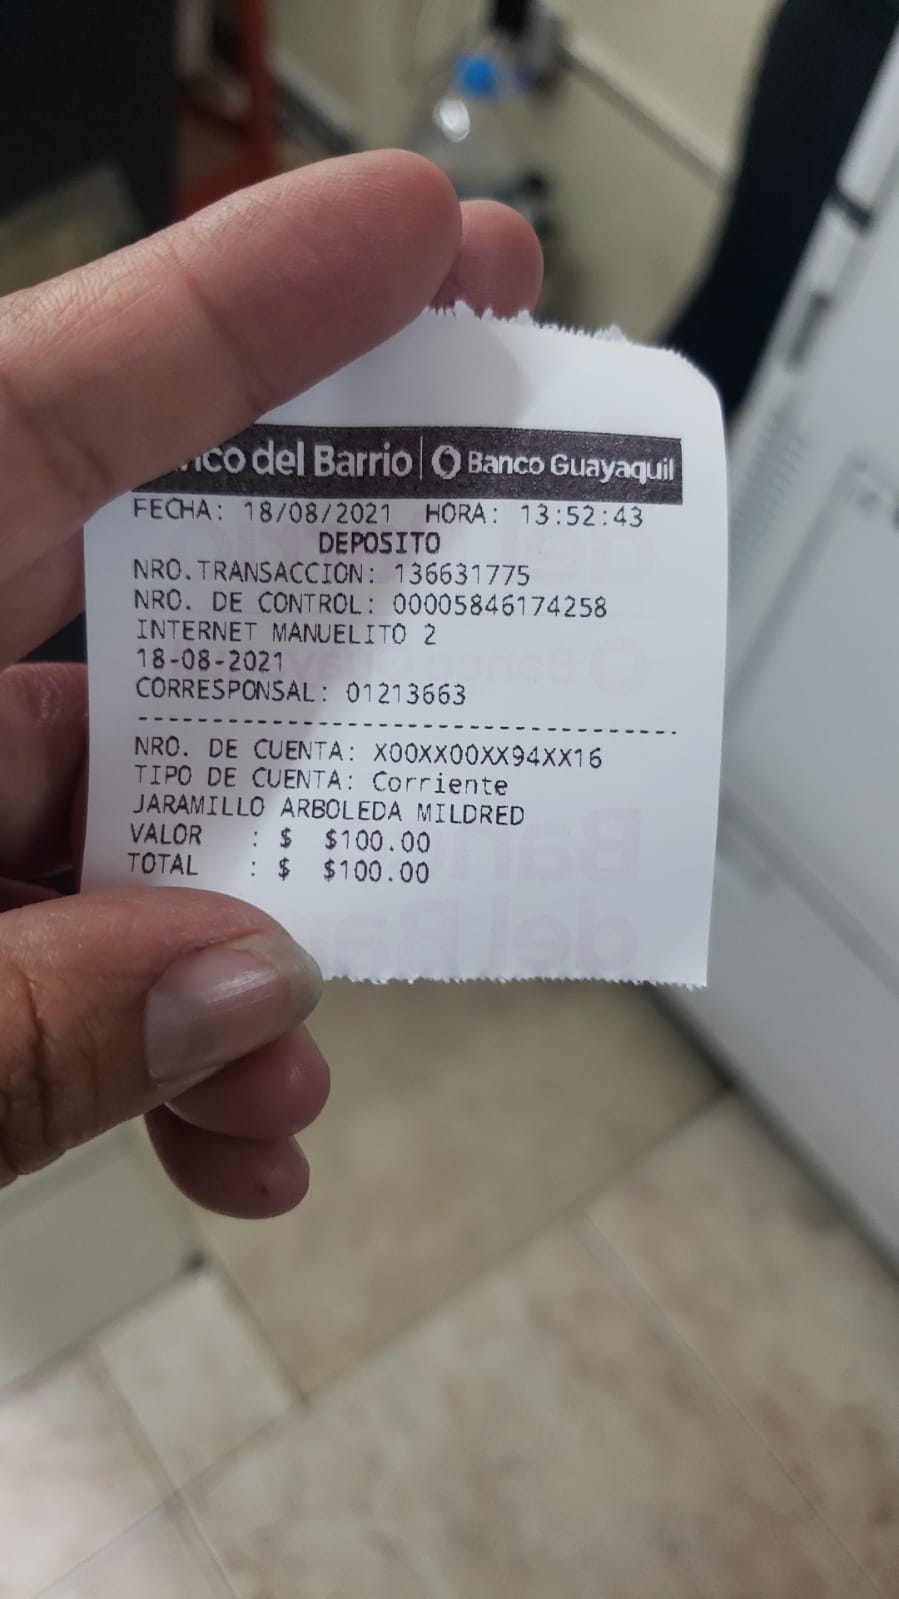 del Barrio | Banco Guayaquil
FECHA: 18/08/2021 HORA: 13:52:43
DEPOSITO
NRO.TRANSACCION: 136631775
NRO. DE CONTROL: 00005846174258
INTERNET MANUELITO 2
18-08-2021
CORRESPONSAL: 01213663
NRO. DE CUENTA: X00XX00XX94XX16
TIPO DE CUENTA: Corriente
JARAMILLO ARBOLEDA MILDRED
VALOR : $ $100.00
TOTAL : $ $100.00